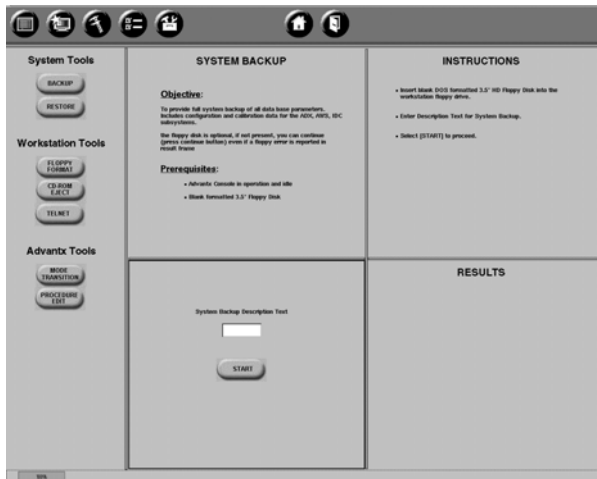 System Tools
BACKUP
RESTORE
Workstation Tools
FLOPPY
FORMAT
CD-ROM
EJECT
TELNET
Advantx Tools
MODE
TRANSITION
PROCEDURE
EDIT
SYSTEM BACKUP
Objective:
To provide full system backup of all data base parameters.
Includes configuration and calibration data for the ADX, AWS, IDC
subsystems.
the floppy disk is optional, if not present, you can continue
(press continue button) even if a floppy error is reported in
result frame
Prerequisites:
• Advantx Console in operation and idle
• Blank formatted 3.5" Floppy Disk
INSTRUCTIONS
• Insert blank DOS formatted 3.5" HD Floppy Disk into the
workstation floppy drive.
• Enter Description Text for System Backup.
• Select [START] to proceed.
System Backup Description Text
START
RESULTS